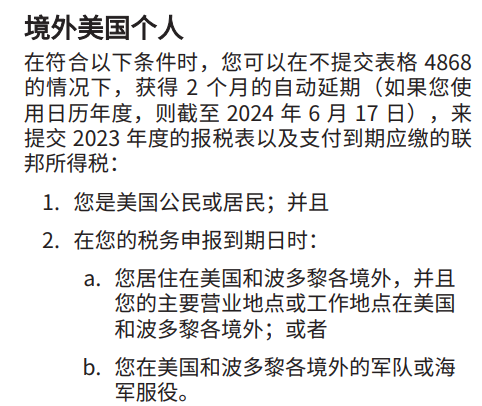 境外美国个人
在符合以下条件时，您可以在不提交表格 4868
的情况下，获得 2 个月的自动延期（如果您使
用日历年度，则截至 2024 年 6 月 17 日），来
提交 2023 年度的报税表以及支付到期应缴的联
邦所得税：
1. 您是美国公民或居民；并且
2. 在您的税务申报到期日时：
a. 您居住在美国和波多黎各境外，并且
您的主要营业地点或工作地点在美国
和波多黎各境外；或者
b. 您在美国和波多黎各境外的军队或海
军服役。